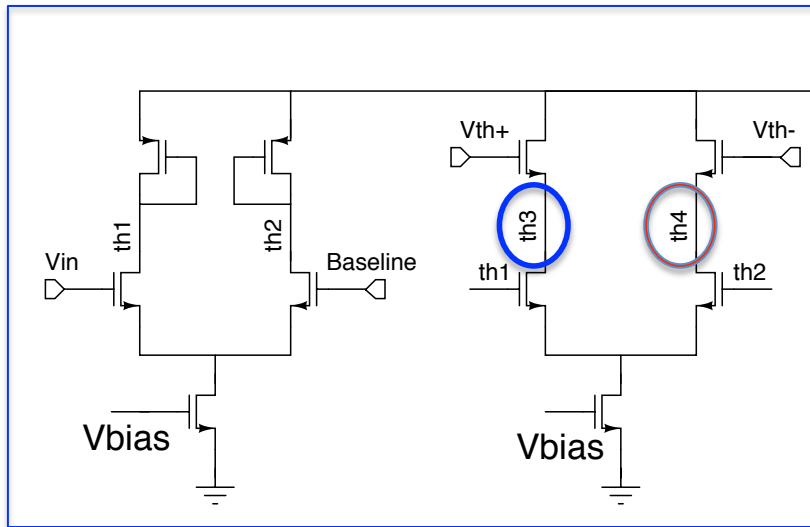 Vth+
Vth-
th1
th2
th3
th4
Vin
Baseline
th1
th2
Vbias
Vbias